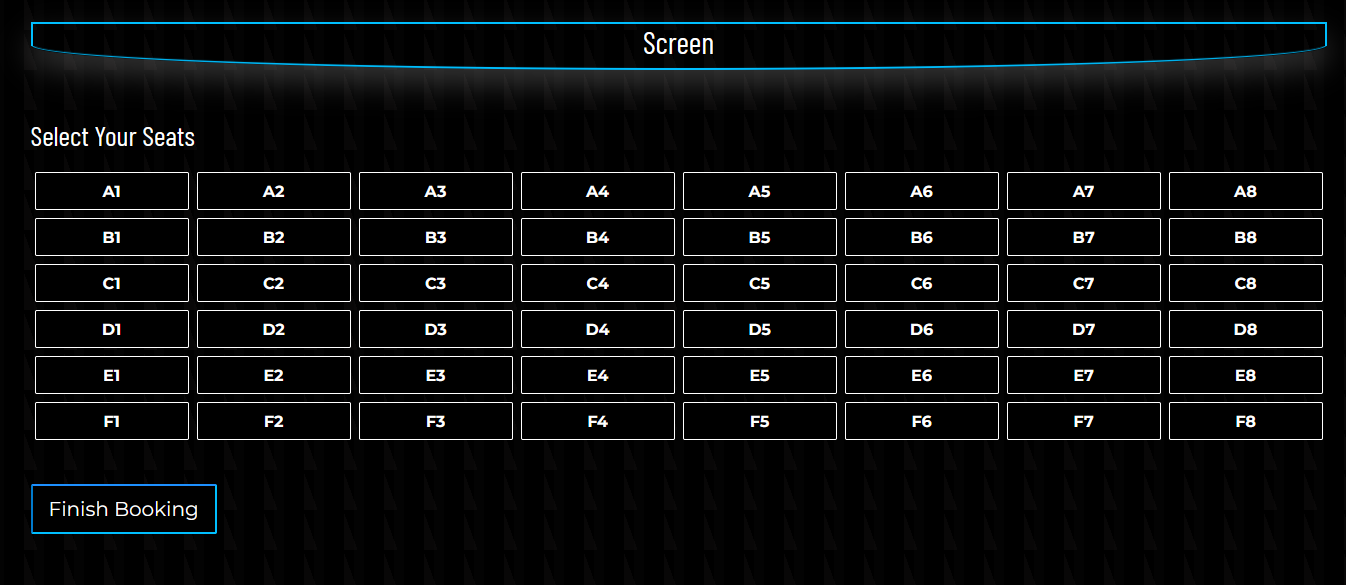 Screen
Select Your Seats
A1 A2 A3 A4 A5 A6 A7 A8
B1 B2 B3 B4 B5 B6 B7 B8
C1 C2 C3 C4 C5 C6 C7 C8
D1 D2 D3 D4 D5 D6 D7 D8
E1 E2 E3 E4 E5 E6 E7 E8
F1 F2 F3 F4 F5 F6 F7 F8
Finish Booking